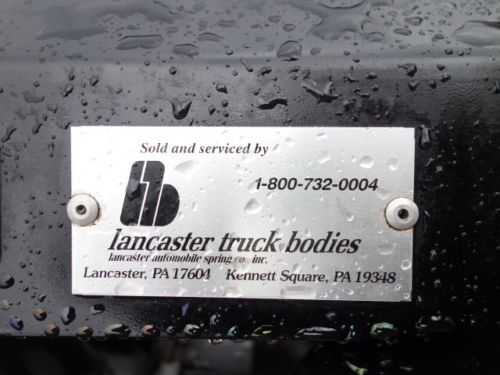 Sold and serviced by
1-800-732-0004
lancaster truck bodies
lancaster automobile spring co., inc.
Lancaster, PA 17604 Kennett Square, PA 19348